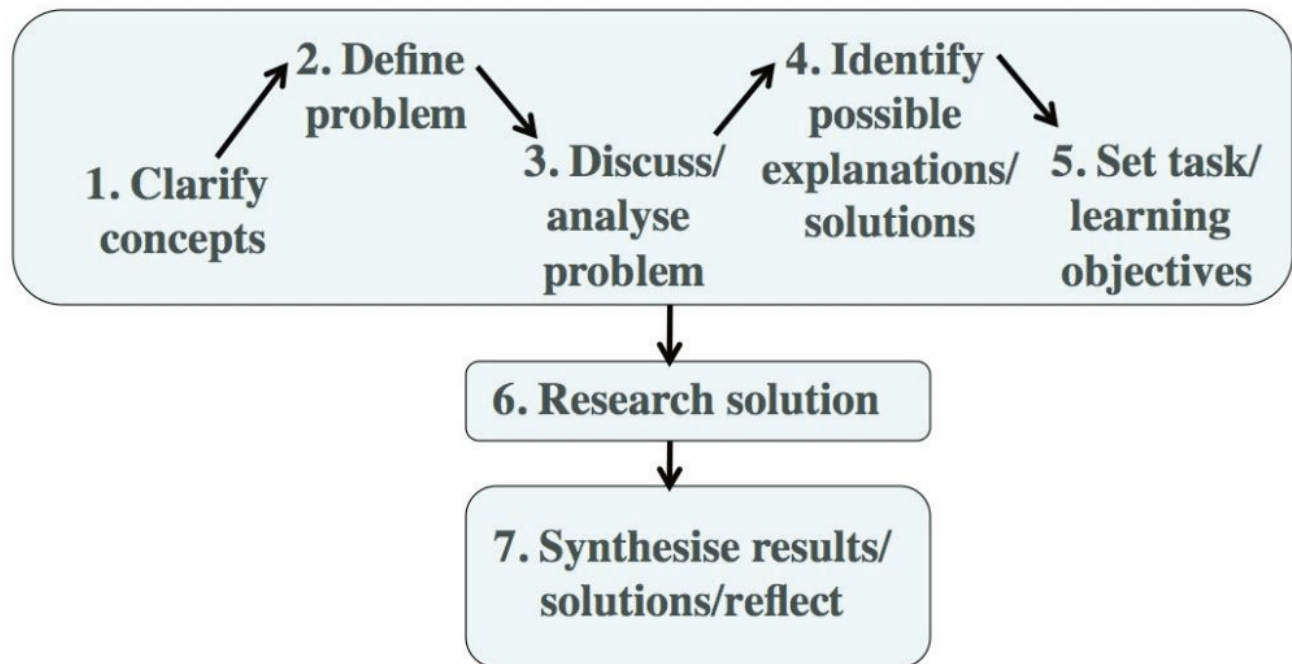 1. Clarify
concepts
2. Define
problem
3. Discuss/
analyse
problem
4. Identify
possible
explanations/
solutions
5. Set task/
learning
objectives
6. Research solution
7. Synthesise results/
solutions/reflect